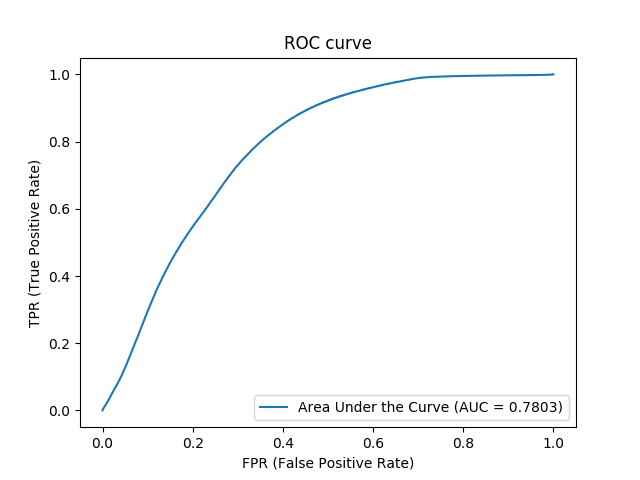 ROC curve
TPR (True Positive Rate)
1.0
0.8
0.6
0.4
0.2
0.0
Area Under the Curve (AUC = 0.7803)
0.0 0.2 0.4 0.6 0.8 1.0
FPR (False Positive Rate)